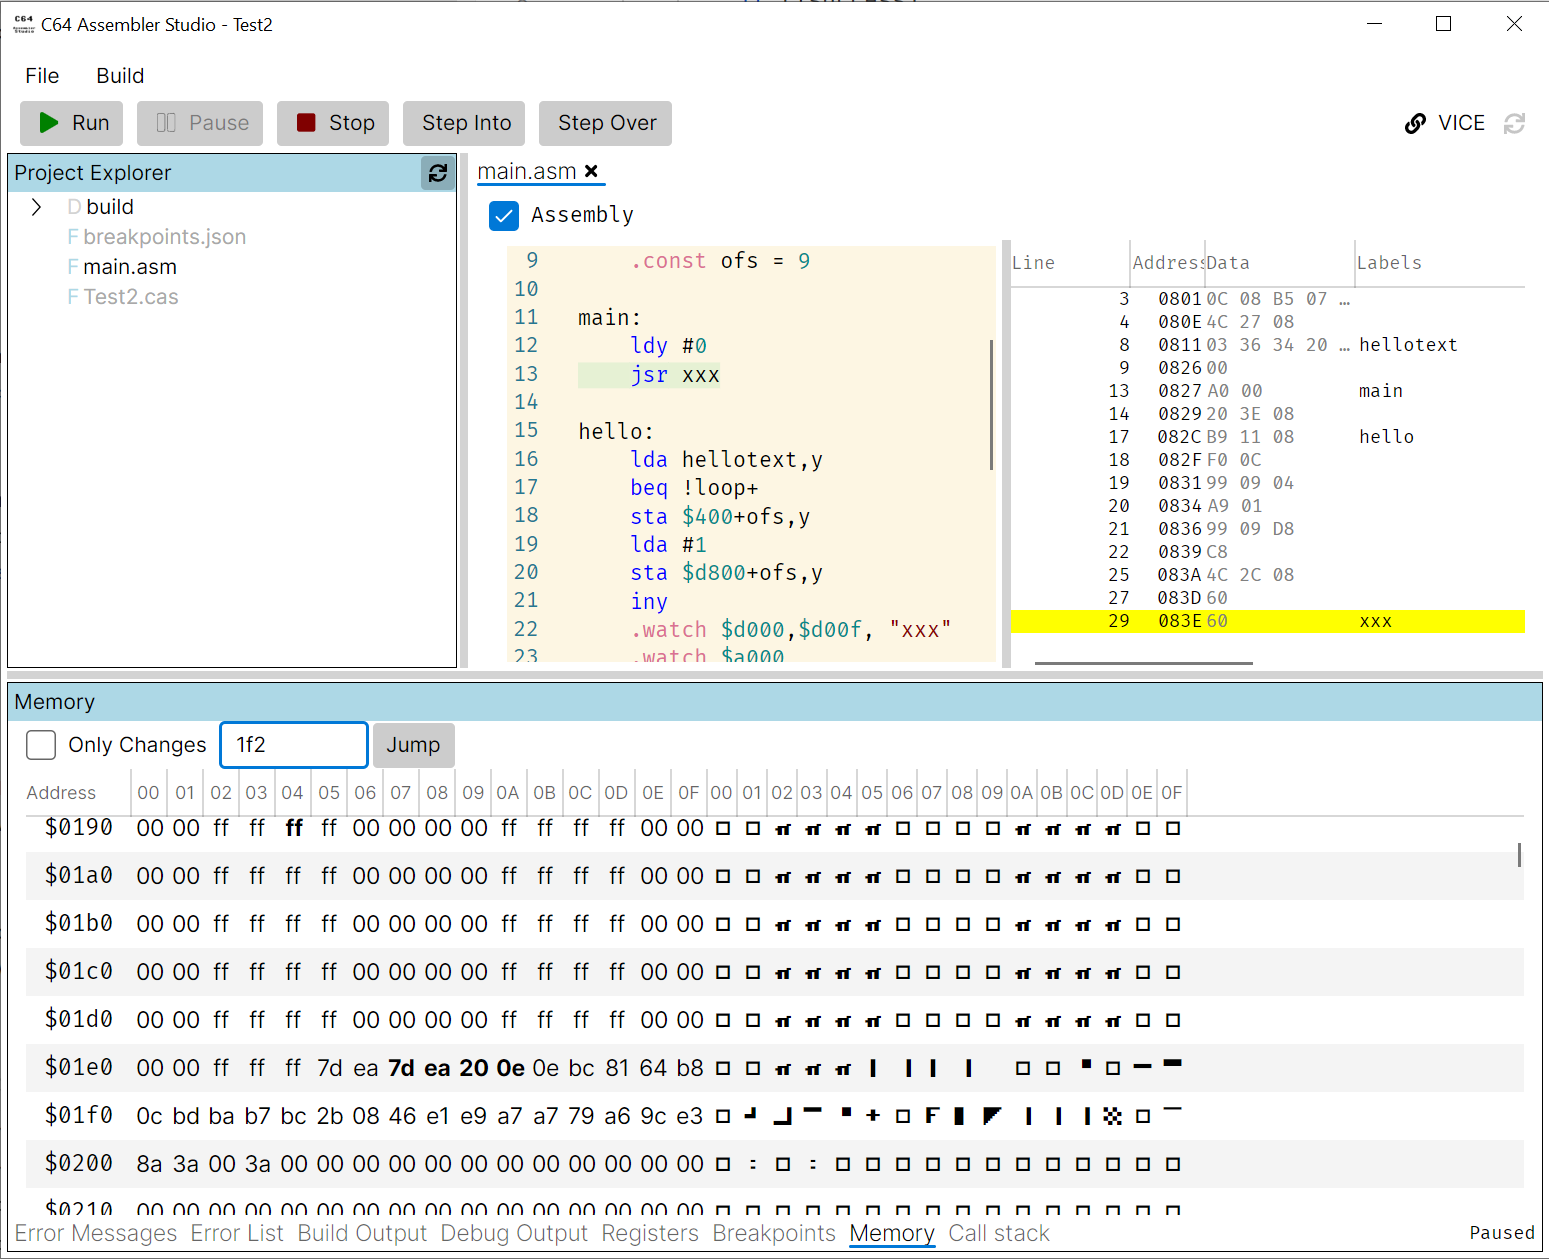 C64 Assembler Studio - Test2
File Build
Run Pause Stop Step Into Step Over VICE
Project Explorer
D build
F breakpoints.json
F main.asm
F Test2.cas
main.asm
Assembly
9 .const ofs = 9
10
11 main:
12 ldy #0
13 jsr xxx
14
15 hello:
16 lda hellotext,y
17 beq !loop+
18 sta $400+ofs,y
19 lda #1
20 sta $d800+ofs,y
21 iny
22 .watch $d000,$d00f, "xxx"
23 .watch $a000
Line Address Data Labels
3 0801 0C 08 B5 07 …
4 080E 4C 27 08
8 0811 03 36 34 20 … hellotext
9 0826 00
13 0827 A0 00 main
14 0829 20 3E 08
17 082C B9 11 08 hello
18 082F F0 0C
19 0831 99 09 04
20 0834 A9 01
21 0836 99 09 D8
22 0839 C8
25 083A 4C 2C 08
27 083D 60
29 083E 60 xxx
Memory
Only Changes 1f2 Jump
Address 00 01 02 03 04 05 06 07 08 09 0A 0B 0C 0D 0E 0F 00 01 02 03 04 05 06 07 08 09 0A 0B 0C 0D 0E 0F
$0190 00 00 ff ff ff ff 00 00 00 00 ff ff ff ff 00 00
$01a0 00 00 ff ff ff ff 00 00 00 00 ff ff ff ff 00 00
$01b0 00 00 ff ff ff ff 00 00 00 00 ff ff ff ff 00 00
$01c0 00 00 ff ff ff ff 00 00 00 00 ff ff ff ff 00 00
$01d0 00 00 ff ff ff ff 00 00 00 00 ff ff ff ff 00 00
$01e0 00 00 ff ff ff 7d ea 7d ea 20 0e 0e bc 81 64 b8
$01f0 0c bd ba b7 bc 2b 08 46 e1 e9 a7 a7 79 a6 9c e3
$0200 8a 3a 00 3a 00 00 00 00 00 00 00 00 00 00 00 00
$0210 00 00 00 00 00 00 00 00 00 00 00 00 00 00 00 00
Error Messages Error List Build Output Debug Output Registers Breakpoints Memory Call stack Paused